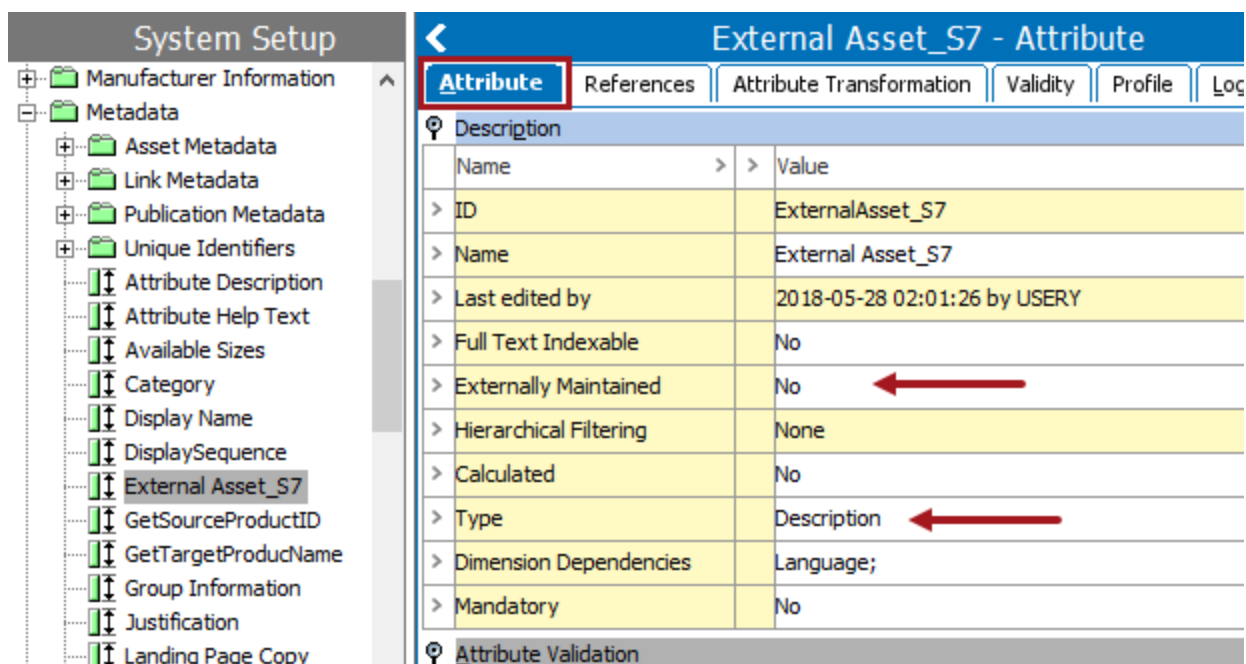 System Setup
Manufacturer Information
Metadata
Asset Metadata
Link Metadata
Publication Metadata
Unique Identifiers
Attribute Description
Attribute Help Text
Available Sizes
Category
Display Name
DisplaySequence
External Asset_S7
GetSourceProductID
GetTargetProducName
Group Information
Justification
Landing Page Copy
External Asset_S7 - Attribute
Attribute References Attribute Transformation Validity Profile Log
Description
Name > > Value
> ID ExternalAsset_S7
> Name External Asset_S7
> Last edited by 2018-05-28 02:01:26 by USERY
> Full Text Indexable No
> Externally Maintained No
> Hierarchical Filtering None
> Calculated No
> Type Description
> Dimension Dependencies Language;
> Mandatory No
Attribute Validation